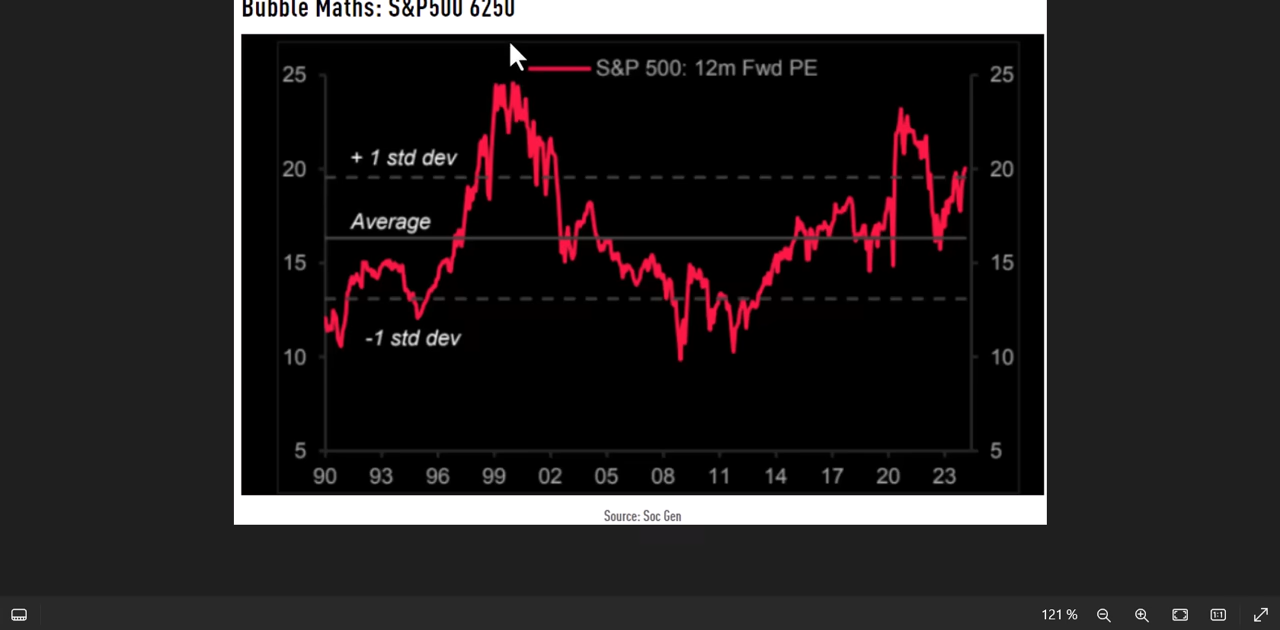 Bubble Maths: S&P500 6250
S&P 500: 12m Fwd PE
25 25
+ 1 std dev
20 20
Average
15 15
-1 std dev
10 10
5 5
90 93 96 99 02 05 08 11 14 17 20 23
Source: Soc Gen
121 %
1:1